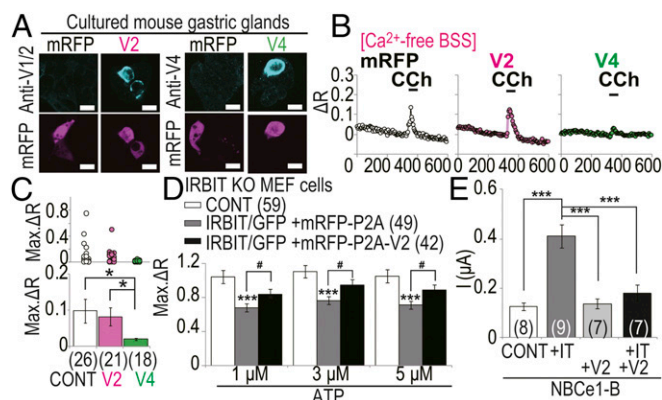 A
Cultured mouse gastric glands
mRFP V2 mRFP V4
Anti-V1/2
Anti-V4
mRFP
mRFP
B
[Ca²⁺-free BSS]
mRFP V2 V4
CCh CCh CCh
ΔR
0.3
0.2
0.1
0
0 200 400 600 0 200 400 600 0 200 400 600
C
Max.ΔR
0.8
0.4
0
Max.ΔR
0.2
0.1
0
* *
(26) (21) (18)
CONT V2 V4
D
IRBIT KO MEF cells
CONT (59)
IRBIT/GFP +mRFP-P2A (49)
IRBIT/GFP +mRFP-P2A-V2 (42)
Max.ΔR
1.2
0.8
0.4
0
# # #
*** *** ***
1 µM 3 µM 5 µM
ATP
E
I (µA)
0.6
0.4
0.2
0
***
***
***
(8) (9) (7) (7)
CONT +IT +V2 +IT
+V2
NBCe1-B